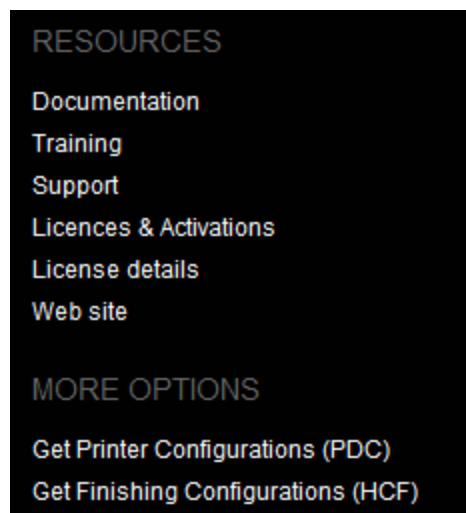 RESOURCES
Documentation
Training
Support
Licences & Activations
License details
Web site
MORE OPTIONS
Get Printer Configurations (PDC)
Get Finishing Configurations (HCF)